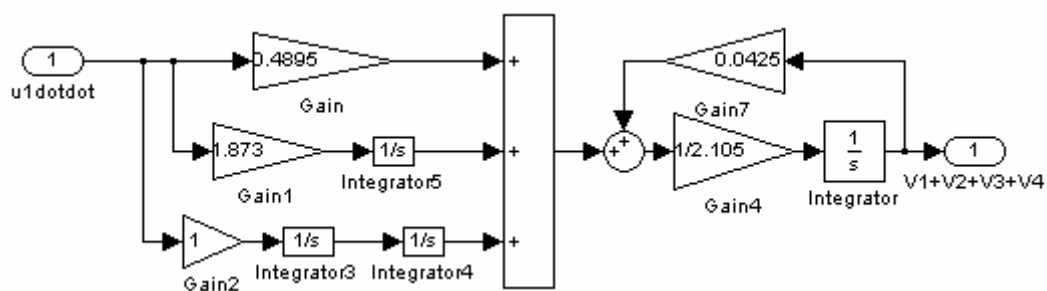 1
u1dotdot
0.4895
Gain
1.873
Gain1
1/s
Integrator5
1
Gain2
1/s
Integrator3
1/s
Integrator4
+
+
+
0.0425
Gain7
+
+
1/2.105
Gain4
1
s
Integrator
1
V1+V2+V3+V4